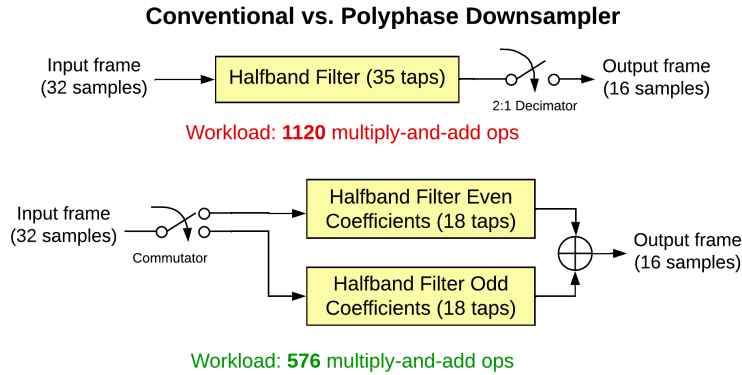 Conventional vs. Polyphase Downsampler
Input frame
(32 samples)
Halfband Filter (35 taps)
2:1 Decimator
Output frame
(16 samples)
Workload: 1120 multiply-and-add ops
Input frame
(32 samples)
Commutator
Halfband Filter Even
Coefficients (18 taps)
Halfband Filter Odd
Coefficients (18 taps)
Output frame
(16 samples)
Workload: 576 multiply-and-add ops